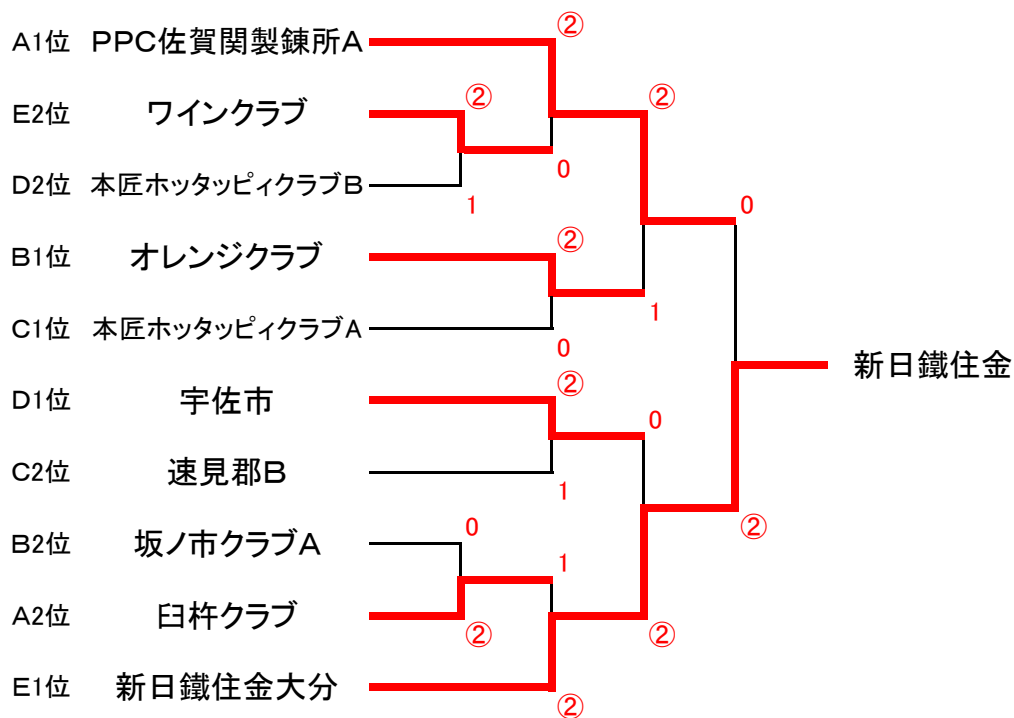 ②
A1位 PPC佐賀関製錬所A
② ②
E2位 ワインクラブ
0
D2位 本匠ホッタッピィクラブB
1 0
②
B1位 オレンジクラブ
1
C1位 本匠ホッタッピィクラブA
0
新日鐵住金
②
D1位 宇佐市
0
C2位 速見郡B
1
0 ②
B2位 坂ノ市クラブA
1
A2位 臼杵クラブ
② ②
E1位 新日鐵住金大分
②